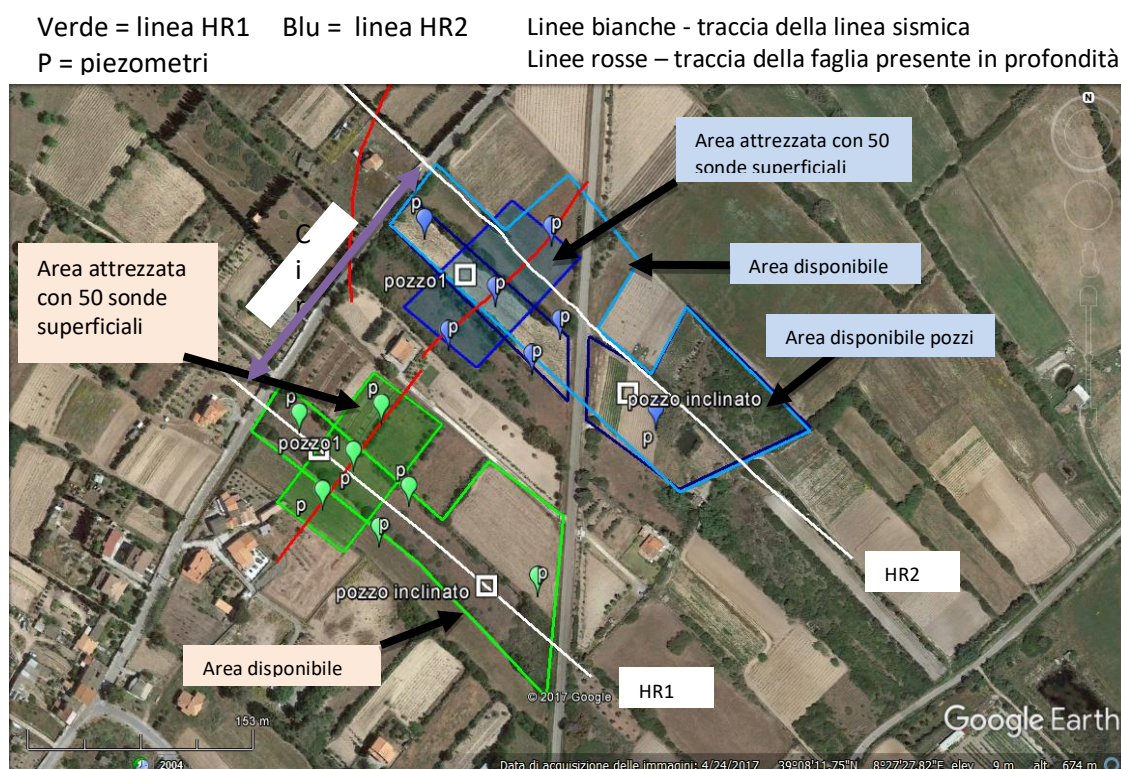 Verde = linea HR1 Blu = linea HR2
P = piezometri
Linee bianche - traccia della linea sismica
Linee rosse – traccia della faglia presente in profondità
N
Area attrezzata con 50
sonde superficiali
C
i
Area attrezzata
con 50 sonde
superficiali
p
p
pozzo1
p
p
p
p
Area disponibile
Area disponibile pozzi
pozzo inclinato
p
p
p
pozzo1
p
p
p
p
p
pozzo inclinato
Area disponibile
HR2
HR1
© 2017 Google
153 m
Google Earth
2004
Data di acquisizione delle immagini: 4/24/2017 39°08'11.75"N 8°27'27.82"E elev 9 m alt 674 m